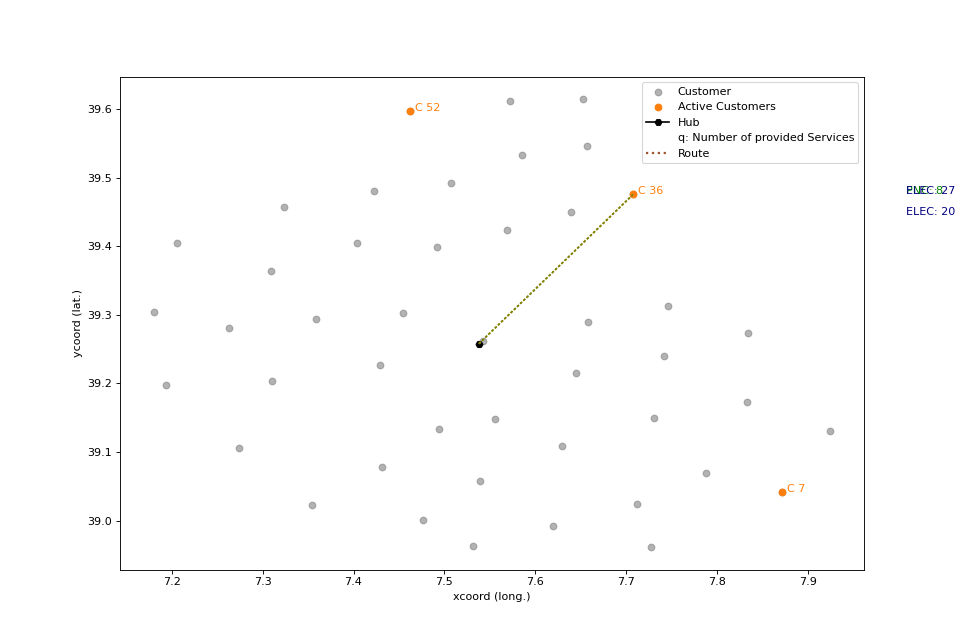 Customer
Active Customers
Hub
q: Number of provided Services
Route
C 52
C 36
C 7
ELEC: 27
ELEC: 20
39.6
39.5
39.4
39.3
39.2
39.1
39.0
ycoord (lat.)
7.2 7.3 7.4 7.5 7.6 7.7 7.8 7.9
xcoord (long.)